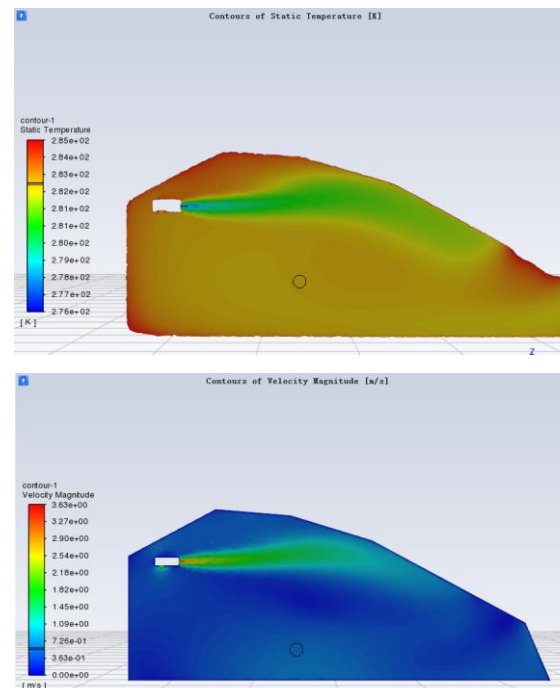 Contours of Static Temperature [K]
contour-1
Static Temperature
2.85e+02
2.84e+02
2.83e+02
2.82e+02
2.82e+02
2.81e+02
2.80e+02
2.79e+02
2.78e+02
2.77e+02
2.76e+02
[ K ]
Z
Contours of Velocity Magnitude [m/s]
contour-1
Velocity Magnitude
3.63e+00
3.27e+00
2.90e+00
2.54e+00
2.18e+00
1.82e+00
1.45e+00
1.09e+00
7.26e-01
3.63e-01
0.00e+00
[ m/s ]